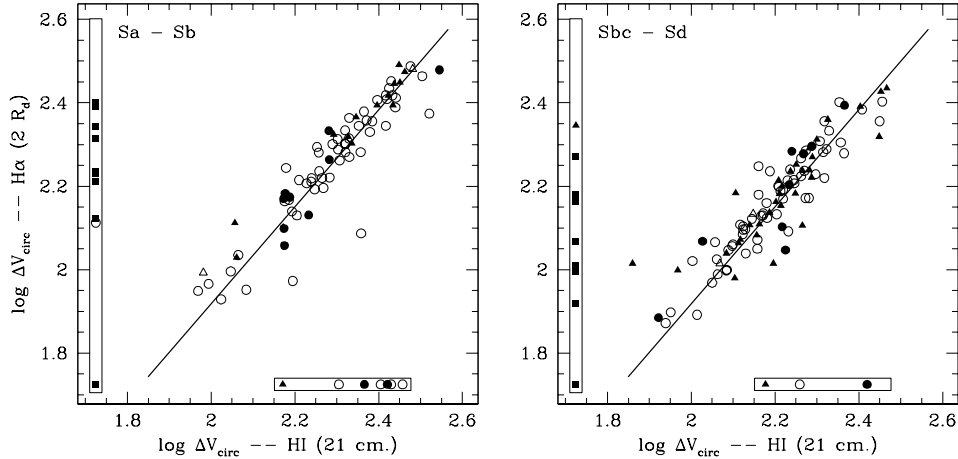 Sa – Sb
Sbc – Sd
log ΔV_circ –– Hα (2 R_d)
2.6
2.4
2.2
2
1.8
2.6
2.4
2.2
2
1.8
1.8 2 2.2 2.4 2.6
1.8 2 2.2 2.4 2.6
log ΔV_circ –– HI (21 cm.)
log ΔV_circ –– HI (21 cm.)